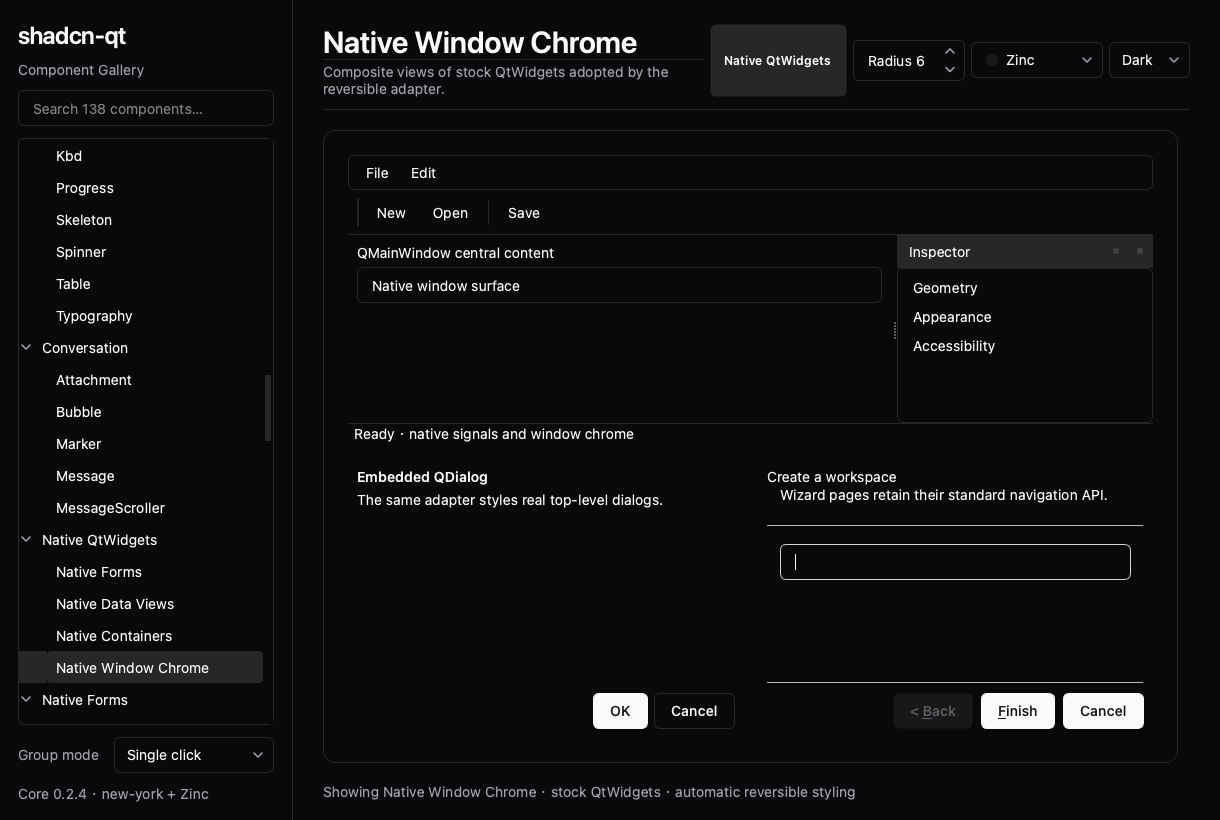 shadcn-qt
Component Gallery
Search 138 components...
Kbd
Progress
Skeleton
Spinner
Table
Typography
Conversation
Attachment
Bubble
Marker
Message
MessageScroller
Native QtWidgets
Native Forms
Native Data Views
Native Containers
Native Window Chrome
Native Forms
Group mode
Single click
Core 0.2.4 · new-york + Zinc
Native Window Chrome
Composite views of stock QtWidgets adopted by the
reversible adapter.
Native QtWidgets
Radius 6
Zinc
Dark
File Edit
New Open Save
QMainWindow central content
Native window surface
Inspector
Geometry
Appearance
Accessibility
Ready · native signals and window chrome
Embedded QDialog
The same adapter styles real top-level dialogs.
OK Cancel
Create a workspace
Wizard pages retain their standard navigation API.
< Back Finish Cancel
Showing Native Window Chrome · stock QtWidgets · automatic reversible styling